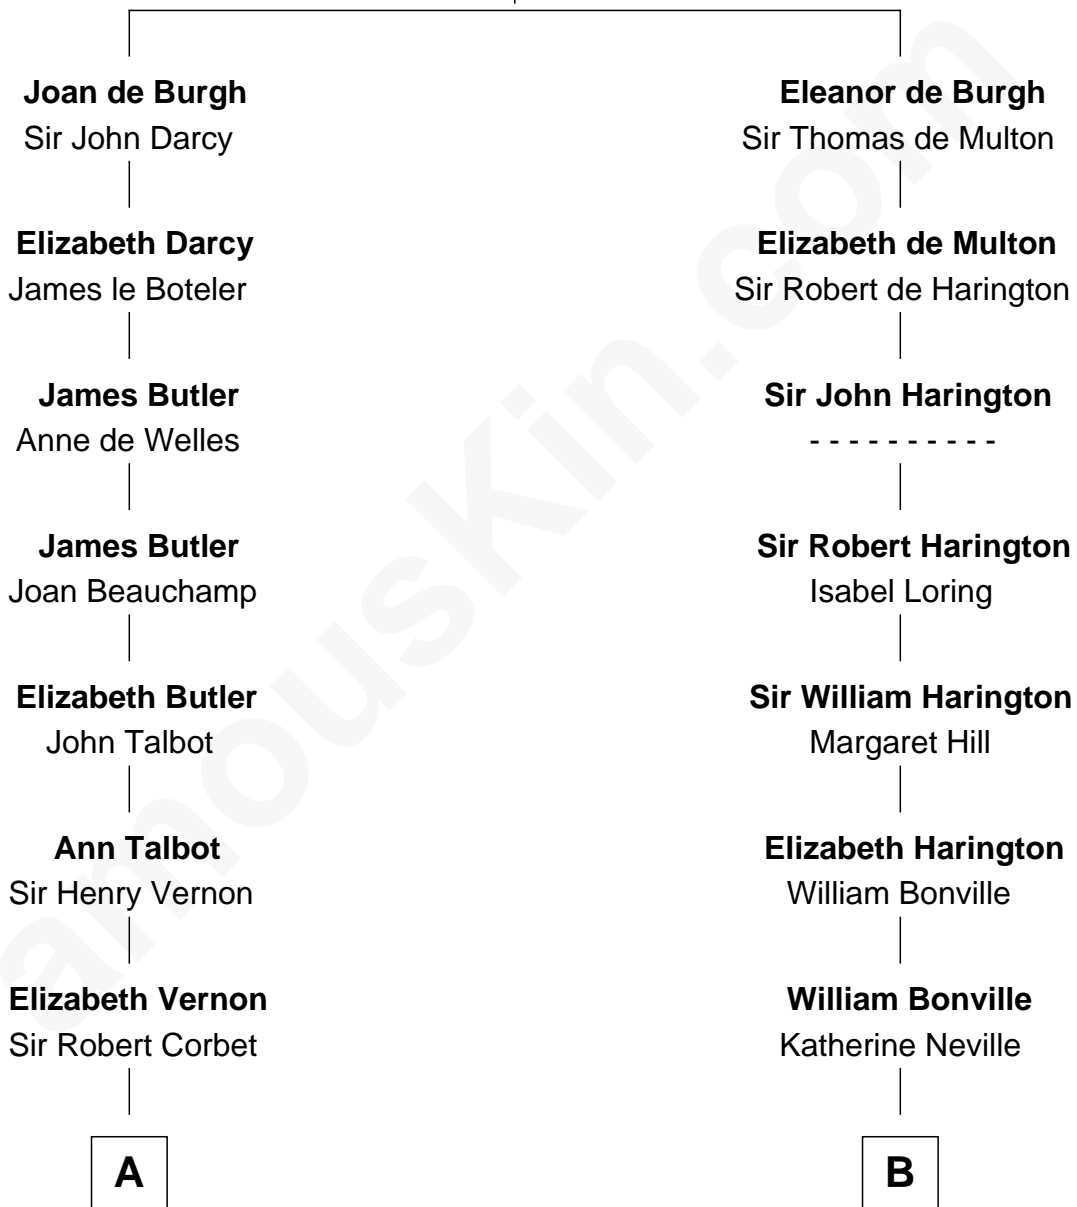 Joan de Burgh
Sir John Darcy
Elizabeth Darcy
James le Boteler
James Butler
Anne de Welles
James Butler
Joan Beauchamp
Elizabeth Butler
John Talbot
Ann Talbot
Sir Henry Vernon
Elizabeth Vernon
Sir Robert Corbet
A
Eleanor de Burgh
Sir Thomas de Multon
Elizabeth de Multon
Sir Robert de Harington
Sir John Harington
- - - - - - - - - -
Sir Robert Harington
Isabel Loring
Sir William Harington
Margaret Hill
Elizabeth Harington
William Bonville
William Bonville
Katherine Neville
B
amousKin.com